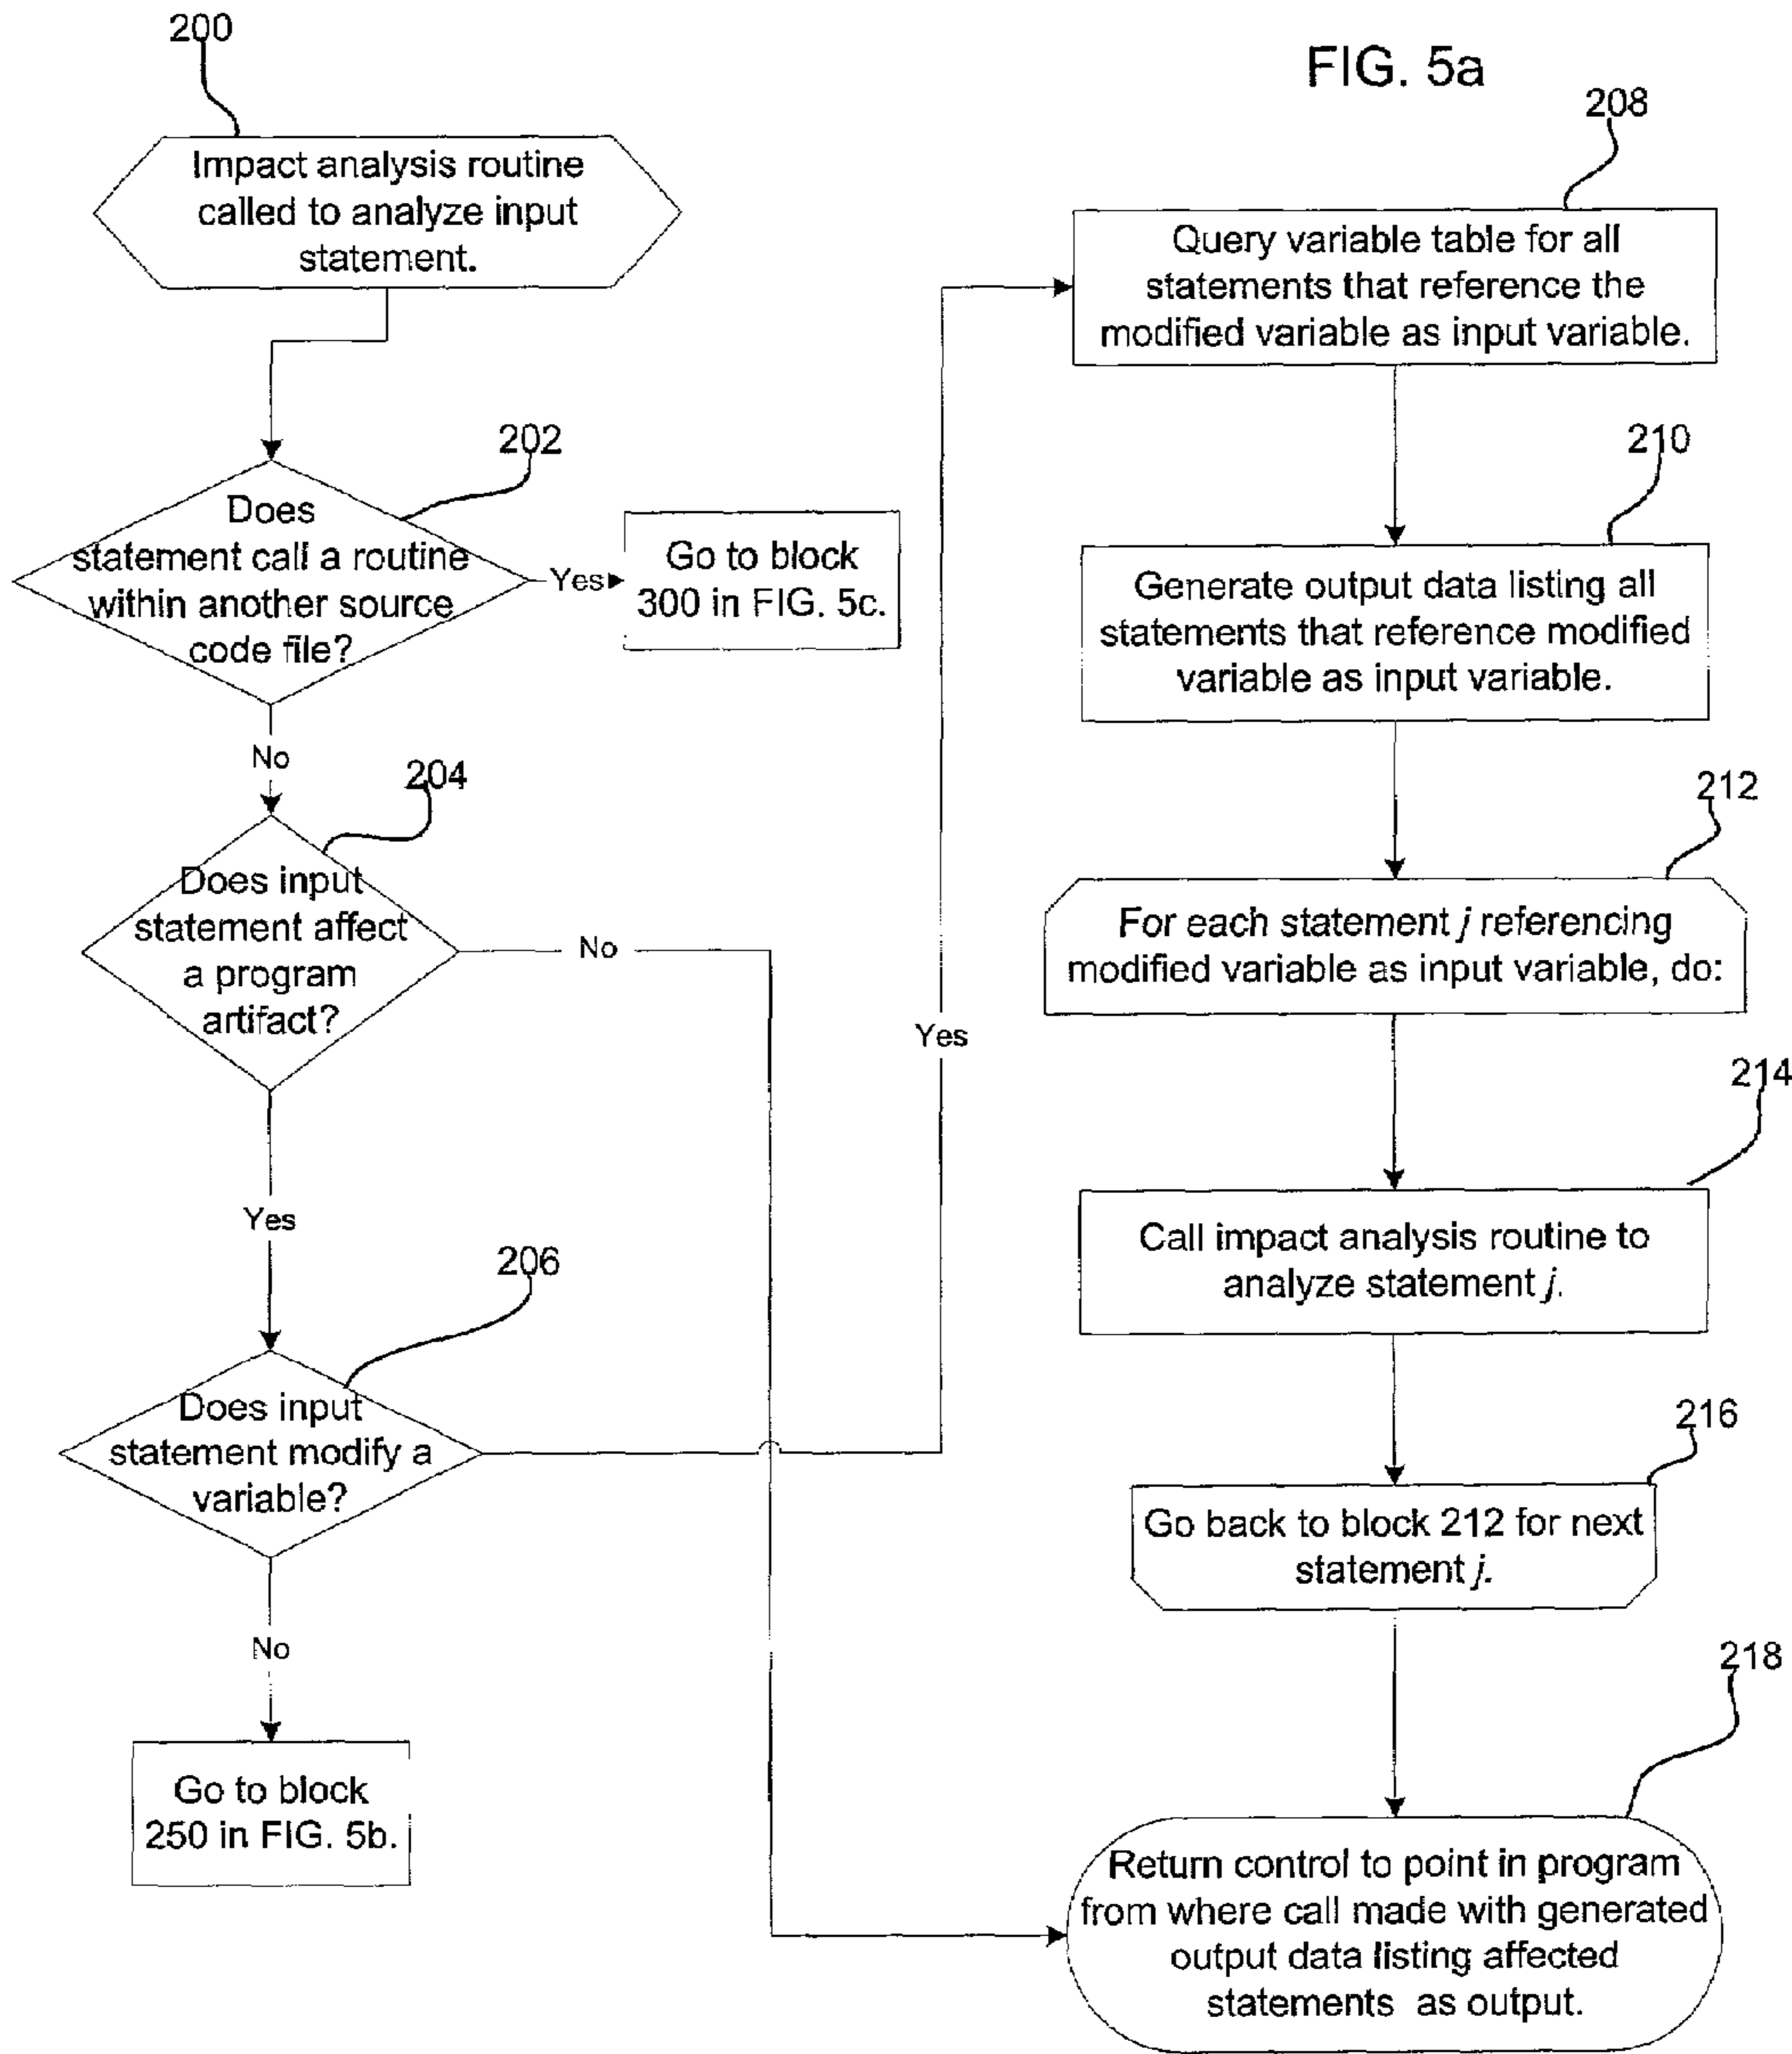 FIG. 5a
200
Impact analysis routine
called to analyze input
statement.
202
Does
statement call a routine
within another source
code file?
Yes
Go to block
300 in FIG. 5c.
No
204
Does input
statement affect
a program
artifact?
No
Yes
206
Does input
statement modify a
variable?
Yes
No
Go to block
250 in FIG. 5b.
208
Query variable table for all
statements that reference the
modified variable as input variable.
210
Generate output data listing all
statements that reference modified
variable as input variable.
212
For each statement j referencing
modified variable as input variable, do:
214
Call impact analysis routine to
analyze statement j.
216
Go back to block 212 for next
statement j.
218
Return control to point in program
from where call made with generated
output data listing affected
statements as output.